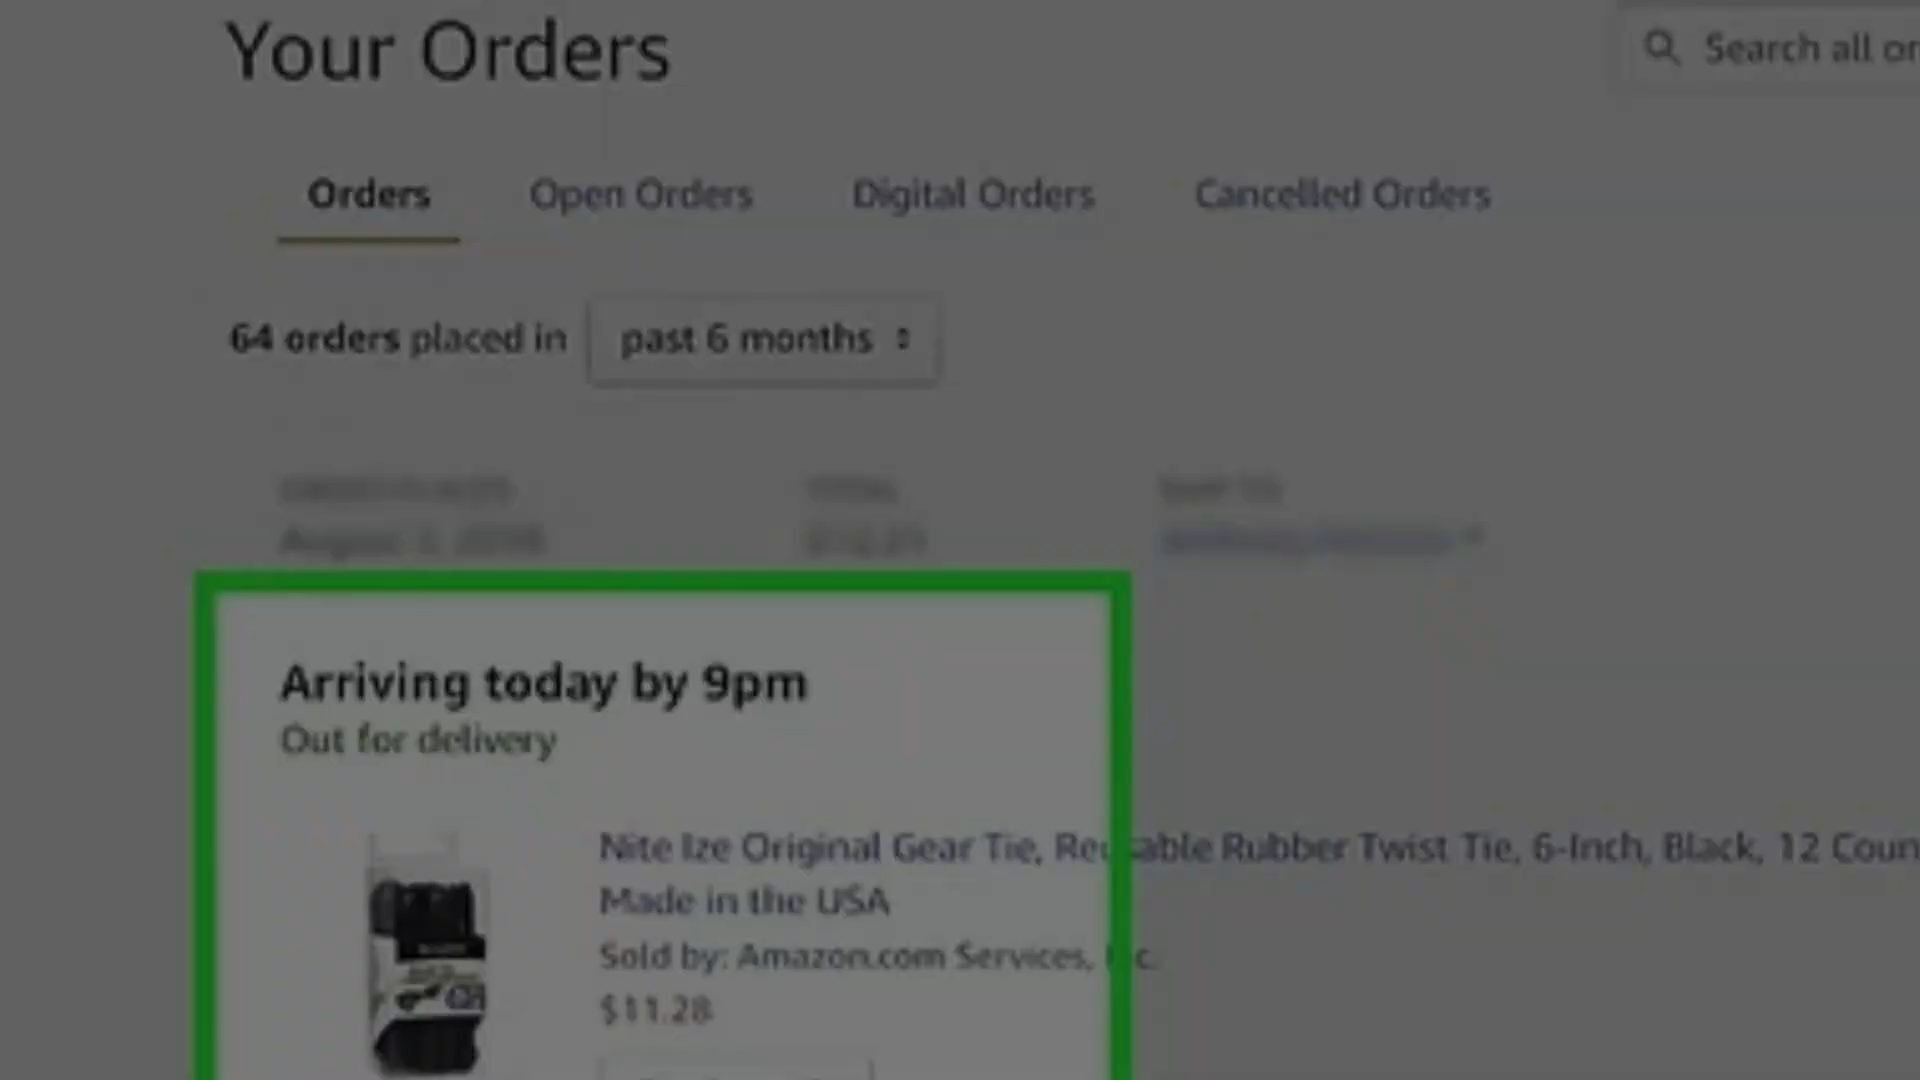 Your Orders
Search all or
Orders
Open Orders
Digital Orders
Cancelled Orders
64 orders placed in
past 6 months
Arriving today by 9pm
Out for delivery
Nite Ize Original Gear Tie, Reusable Rubber Twist Tie, 6-Inch, Black, 12 Coun
Made in the USA
Sold by: Amazon.com Services, Inc.
$11.28